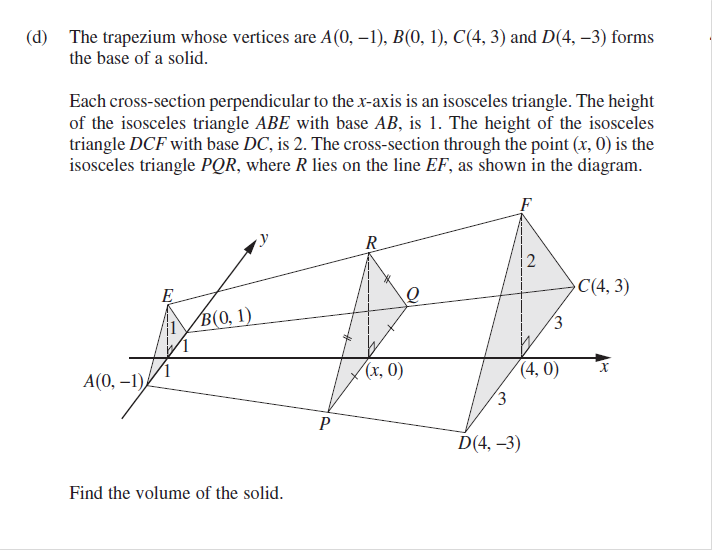 (d) The trapezium whose vertices are A(0, −1), B(0, 1), C(4, 3) and D(4, −3) forms
the base of a solid.
Each cross-section perpendicular to the x-axis is an isosceles triangle. The height
of the isosceles triangle ABE with base AB, is 1. The height of the isosceles
triangle DCF with base DC, is 2. The cross-section through the point (x, 0) is the
isosceles triangle PQR, where R lies on the line EF, as shown in the diagram.
F
y
R
2
C(4, 3)
E
Q
1
B(0, 1)
3
1
A(0, −1)
1
(x, 0)
(4, 0)
x
3
P
D(4, −3)
Find the volume of the solid.